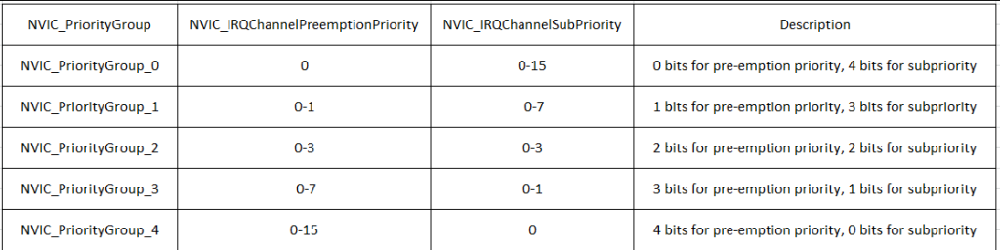 NVIC_PriorityGroup NVIC_IRQChannelPreemptionPriority NVIC_IRQChannelSubPriority Description
NVIC_PriorityGroup_0 0 0-15 0 bits for pre-emption priority, 4 bits for subpriority
NVIC_PriorityGroup_1 0-1 0-7 1 bits for pre-emption priority, 3 bits for subpriority
NVIC_PriorityGroup_2 0-3 0-3 2 bits for pre-emption priority, 2 bits for subpriority
NVIC_PriorityGroup_3 0-7 0-1 3 bits for pre-emption priority, 1 bits for subpriority
NVIC_PriorityGroup_4 0-15 0 4 bits for pre-emption priority, 0 bits for subpriority